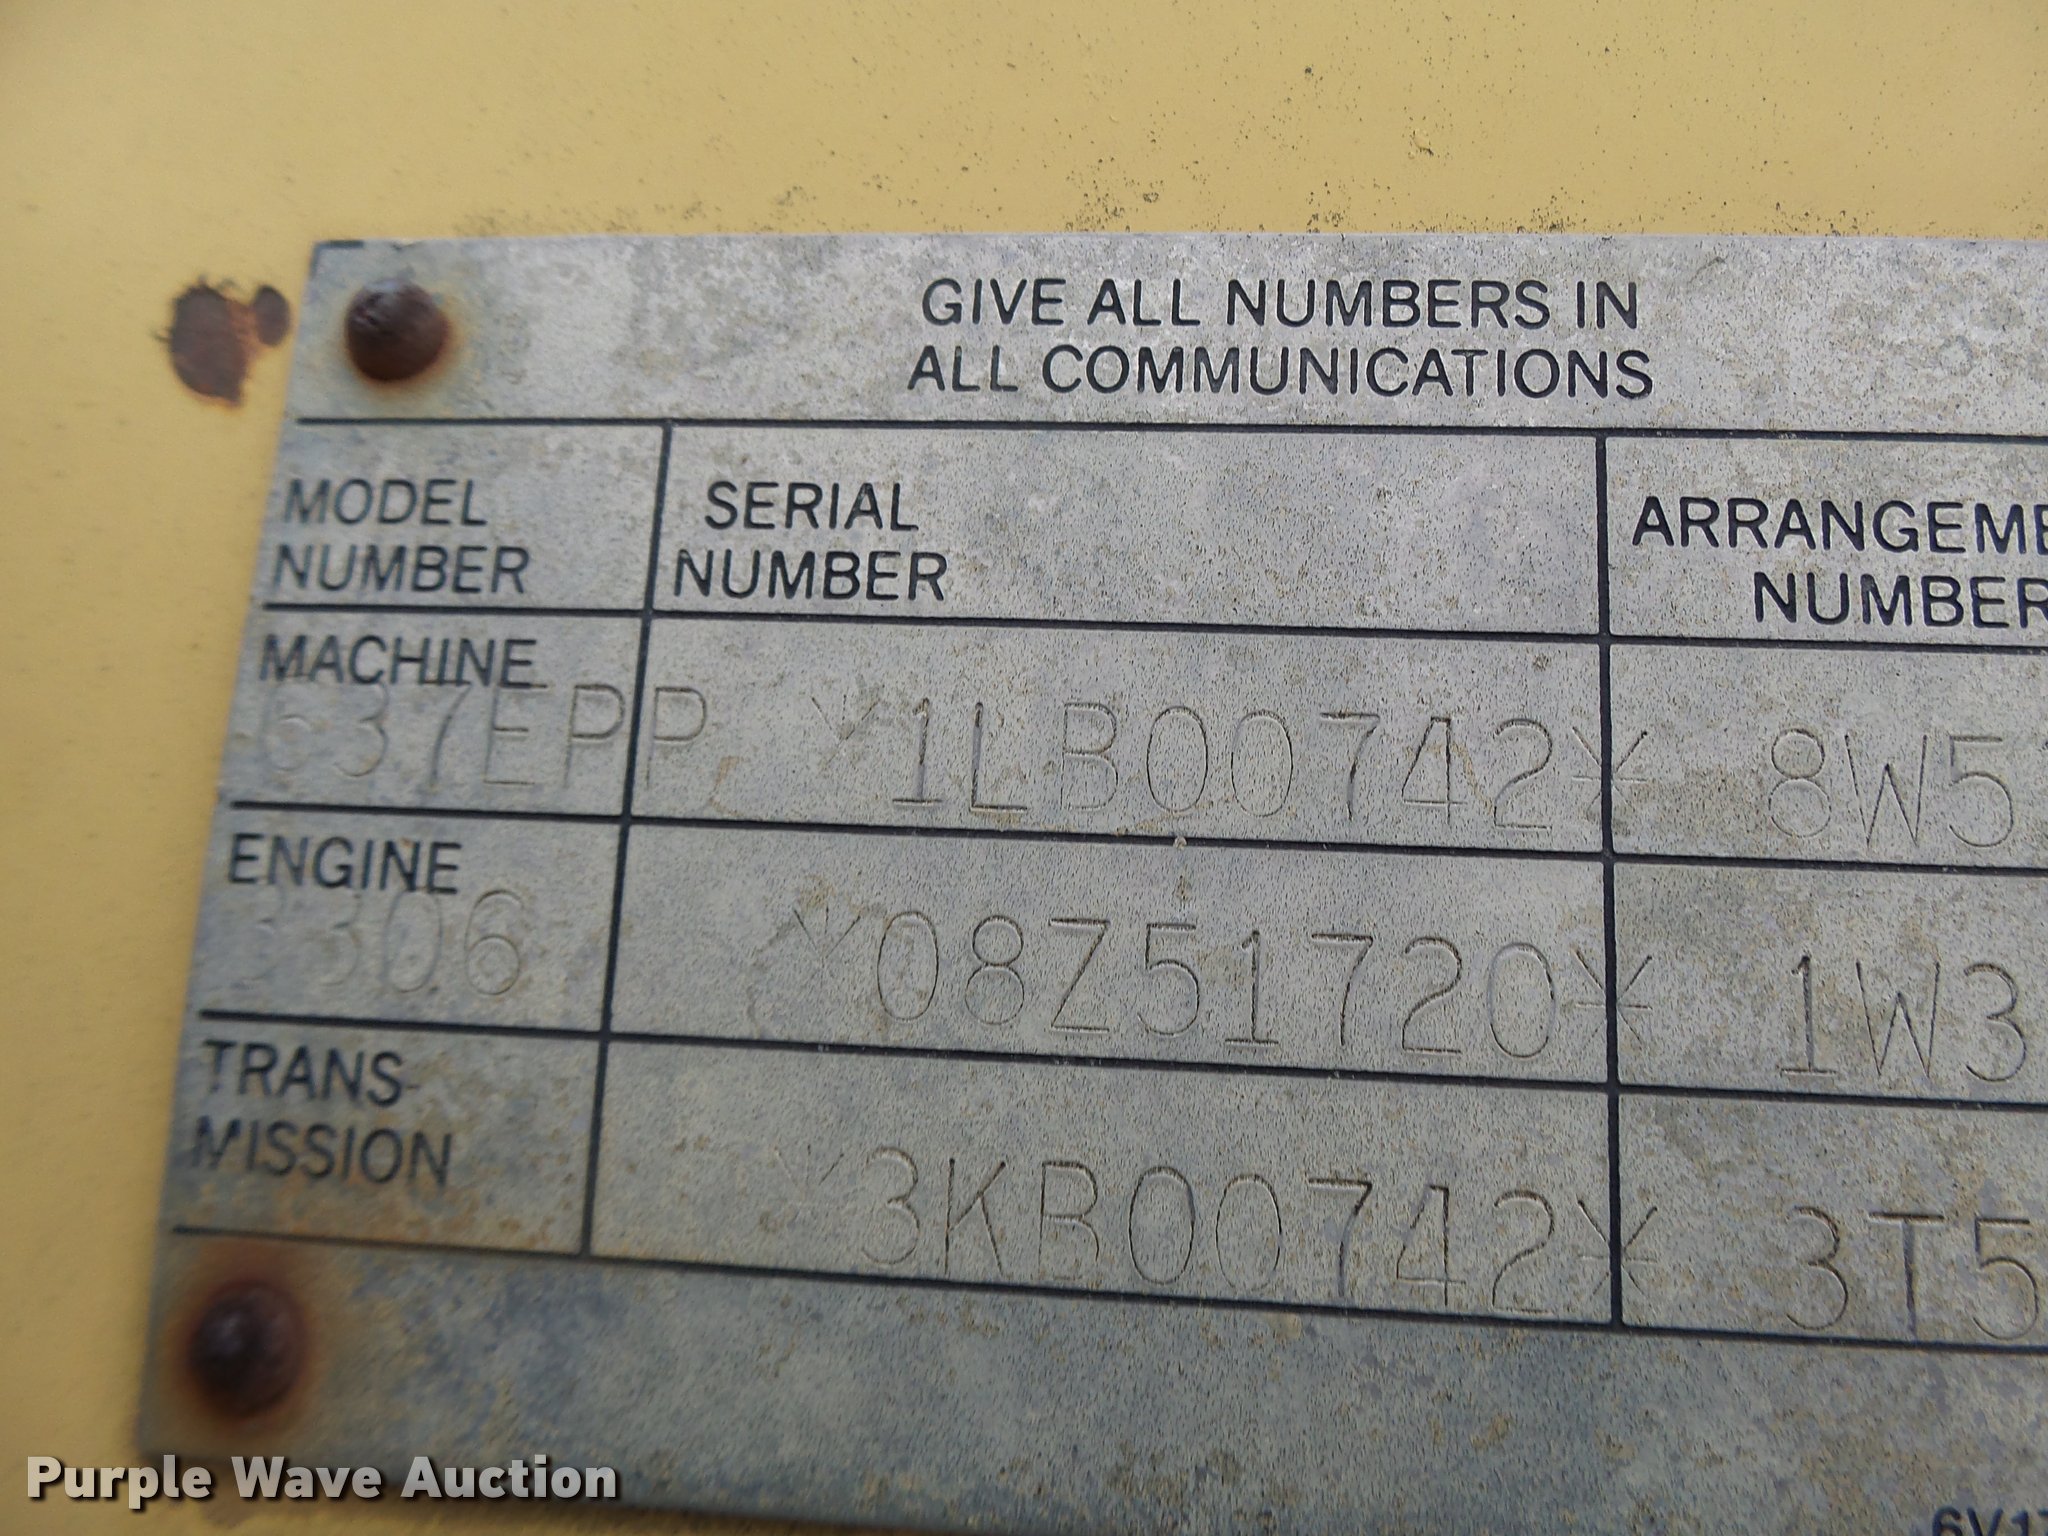 GIVE ALL NUMBERS IN
ALL COMMUNICATIONS
MODEL NUMBER
SERIAL NUMBER
ARRANGEME
NUMBER
MACHINE
637EPP *1LB00742* 8W5
ENGINE
3306 *08Z51720* 1W3
TRANS-
MISSION
*3KB00742* 3T5
6V17
Purple Wave Auction